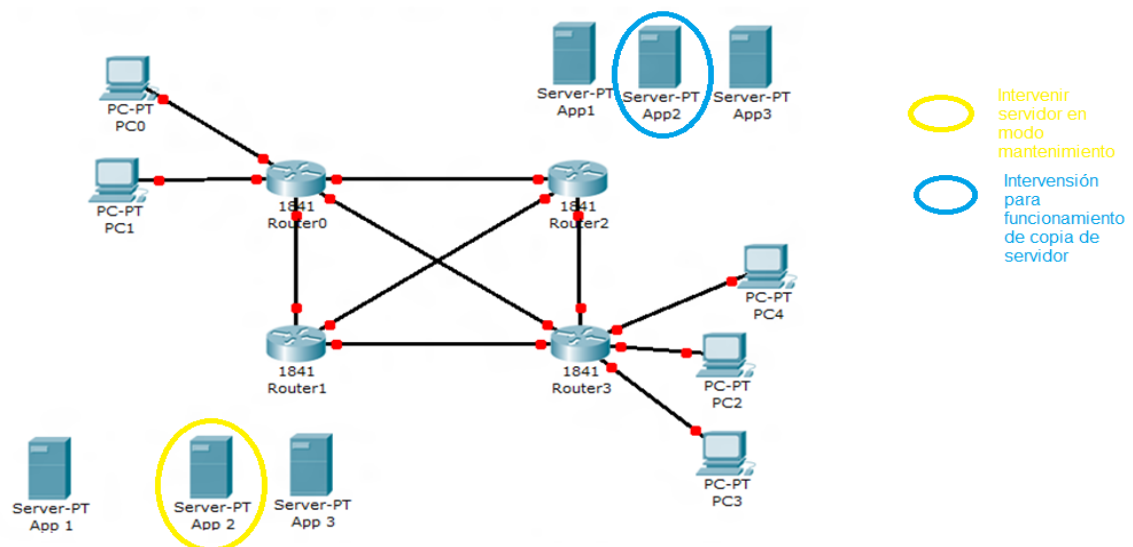 Server-PT
App1
Server-PT
App2
Server-PT
App3
PC-PT
PC0
PC-PT
PC1
1841
Router0
1841
Router2
Intervenir
servidor en
modo
mantenimiento
Intervensión
para
funcionamiento
de copia de
servidor
PC-PT
PC4
1841
Router1
1841
Router3
PC-PT
PC2
PC-PT
PC3
Server-PT
App 1
Server-PT
App 2
Server-PT
App 3